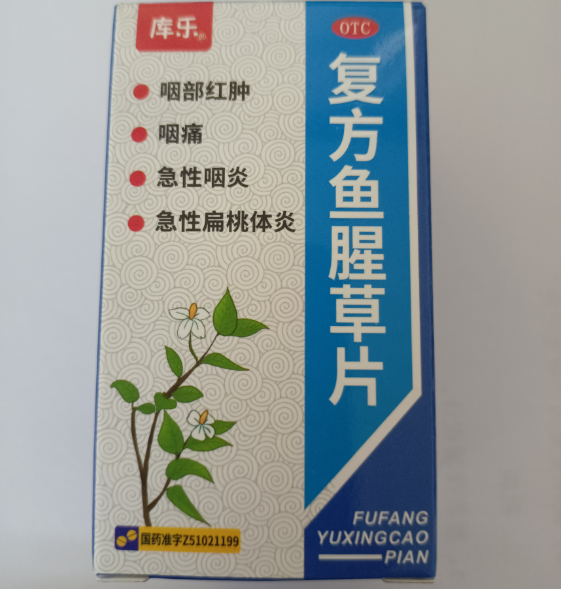 库乐®
OTC
复方鱼腥草片
咽部红肿
咽痛
急性咽炎
急性扁桃体炎
国药准字Z51021199
FUFANG
YUXINGCAO
PIAN